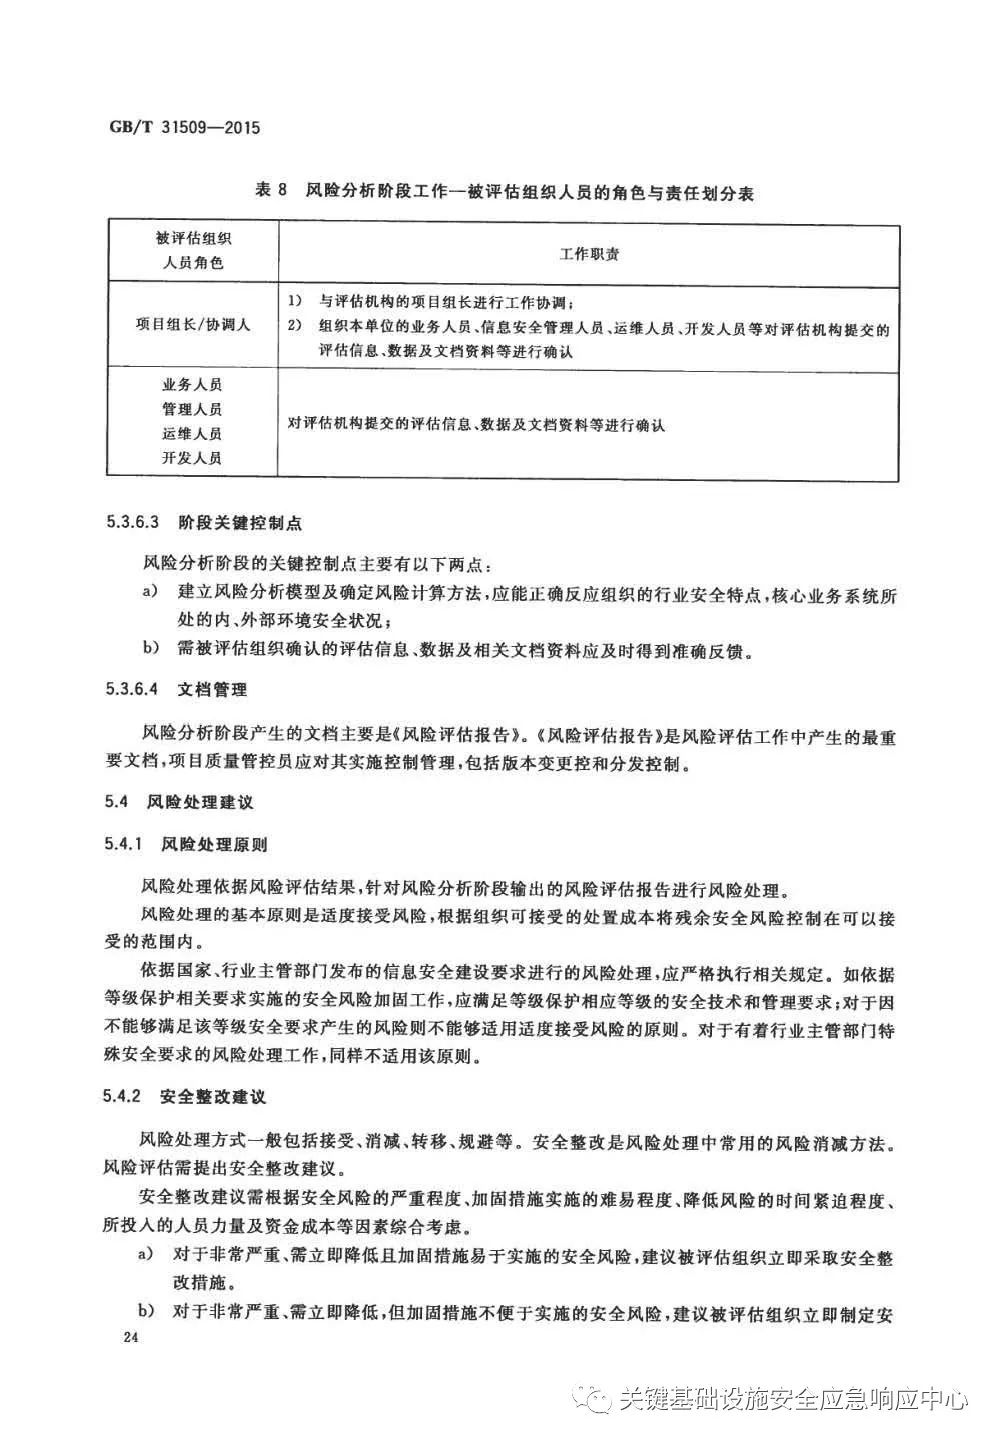 GB/T 31509—2015
表 8 风险分析阶段工作—被评估组织人员的角色与责任划分表
被评估组织
人员角色
工作职责
项目组长/协调人
1) 与评估机构的项目组长进行工作协调;
2) 组织本单位的业务人员、信息安全管理人员、运维人员、开发人员等对评估机构提交的
评估信息、数据及文档资料等进行确认
业务人员
管理人员
运维人员
开发人员
对评估机构提交的评估信息、数据及文档资料等进行确认
5.3.6.3 阶段关键控制点
风险分析阶段的关键控制点主要有以下两点:
a) 建立风险分析模型及确定风险计算方法,应能正确反应组织的行业安全特点,核心业务系统所
处的内、外部环境安全状况;
b) 需被评估组织确认的评估信息、数据及相关文档资料应及时得到准确反馈。
5.3.6.4 文档管理
风险分析阶段产生的文档主要是《风险评估报告》。《风险评估报告》是风险评估工作中产生的最重
要文档,项目质量管控员应对其实施控制管理,包括版本变更控和分发控制。
5.4 风险处理建议
5.4.1 风险处理原则
风险处理依据风险评估结果,针对风险分析阶段输出的风险评估报告进行风险处理。
风险处理的基本原则是适度接受风险,根据组织可接受的处置成本将残余安全风险控制在可以接
受的范围内。
依据国家、行业主管部门发布的信息安全建设要求进行的风险处理,应严格执行相关规定。如依据
等级保护相关要求实施的安全风险加固工作,应满足等级保护相应等级的安全技术和管理要求;对于因
不能够满足该等级安全要求产生的风险则不能够适用适度接受风险的原则。对于有着行业主管部门特
殊安全要求的风险处理工作,同样不适用该原则。
5.4.2 安全整改建议
风险处理方式一般包括接受、消减、转移、规避等。安全整改是风险处理中常用的风险消减方法。
风险评估需提出安全整改建议。
安全整改建议需根据安全风险的严重程度、加固措施实施的难易程度、降低风险的时间紧迫程度、
所投入的人员力量及资金成本等因素综合考虑。
a) 对于非常严重、需立即降低且加固措施易于实施的安全风险,建议被评估组织立即采取安全整
改措施。
b) 对于非常严重、需立即降低,但加固措施不便于实施的安全风险,建议被评估组织立即制定安
24
关键基础设施安全应急响应中心